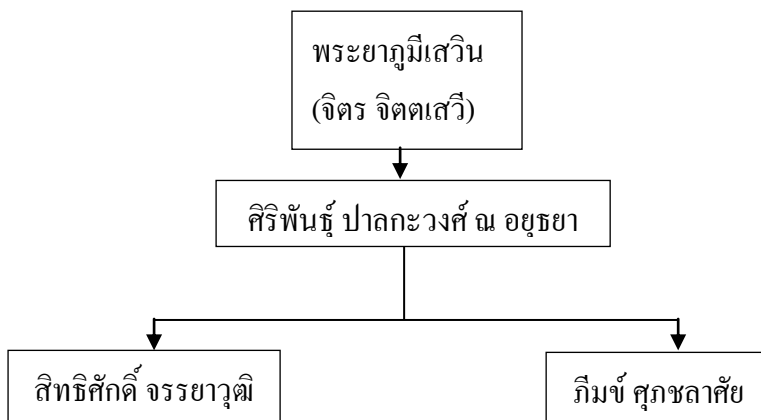 พระยาภูมีเสวิน
(จิตร จิตตเสวี)
ศิริพันธุ์ ปาลกะวงศ์ ณ อยุธยา
สิทธิศักดิ์ จรรยาวุฒิ
ภีมข์ ศุภชลาศัย